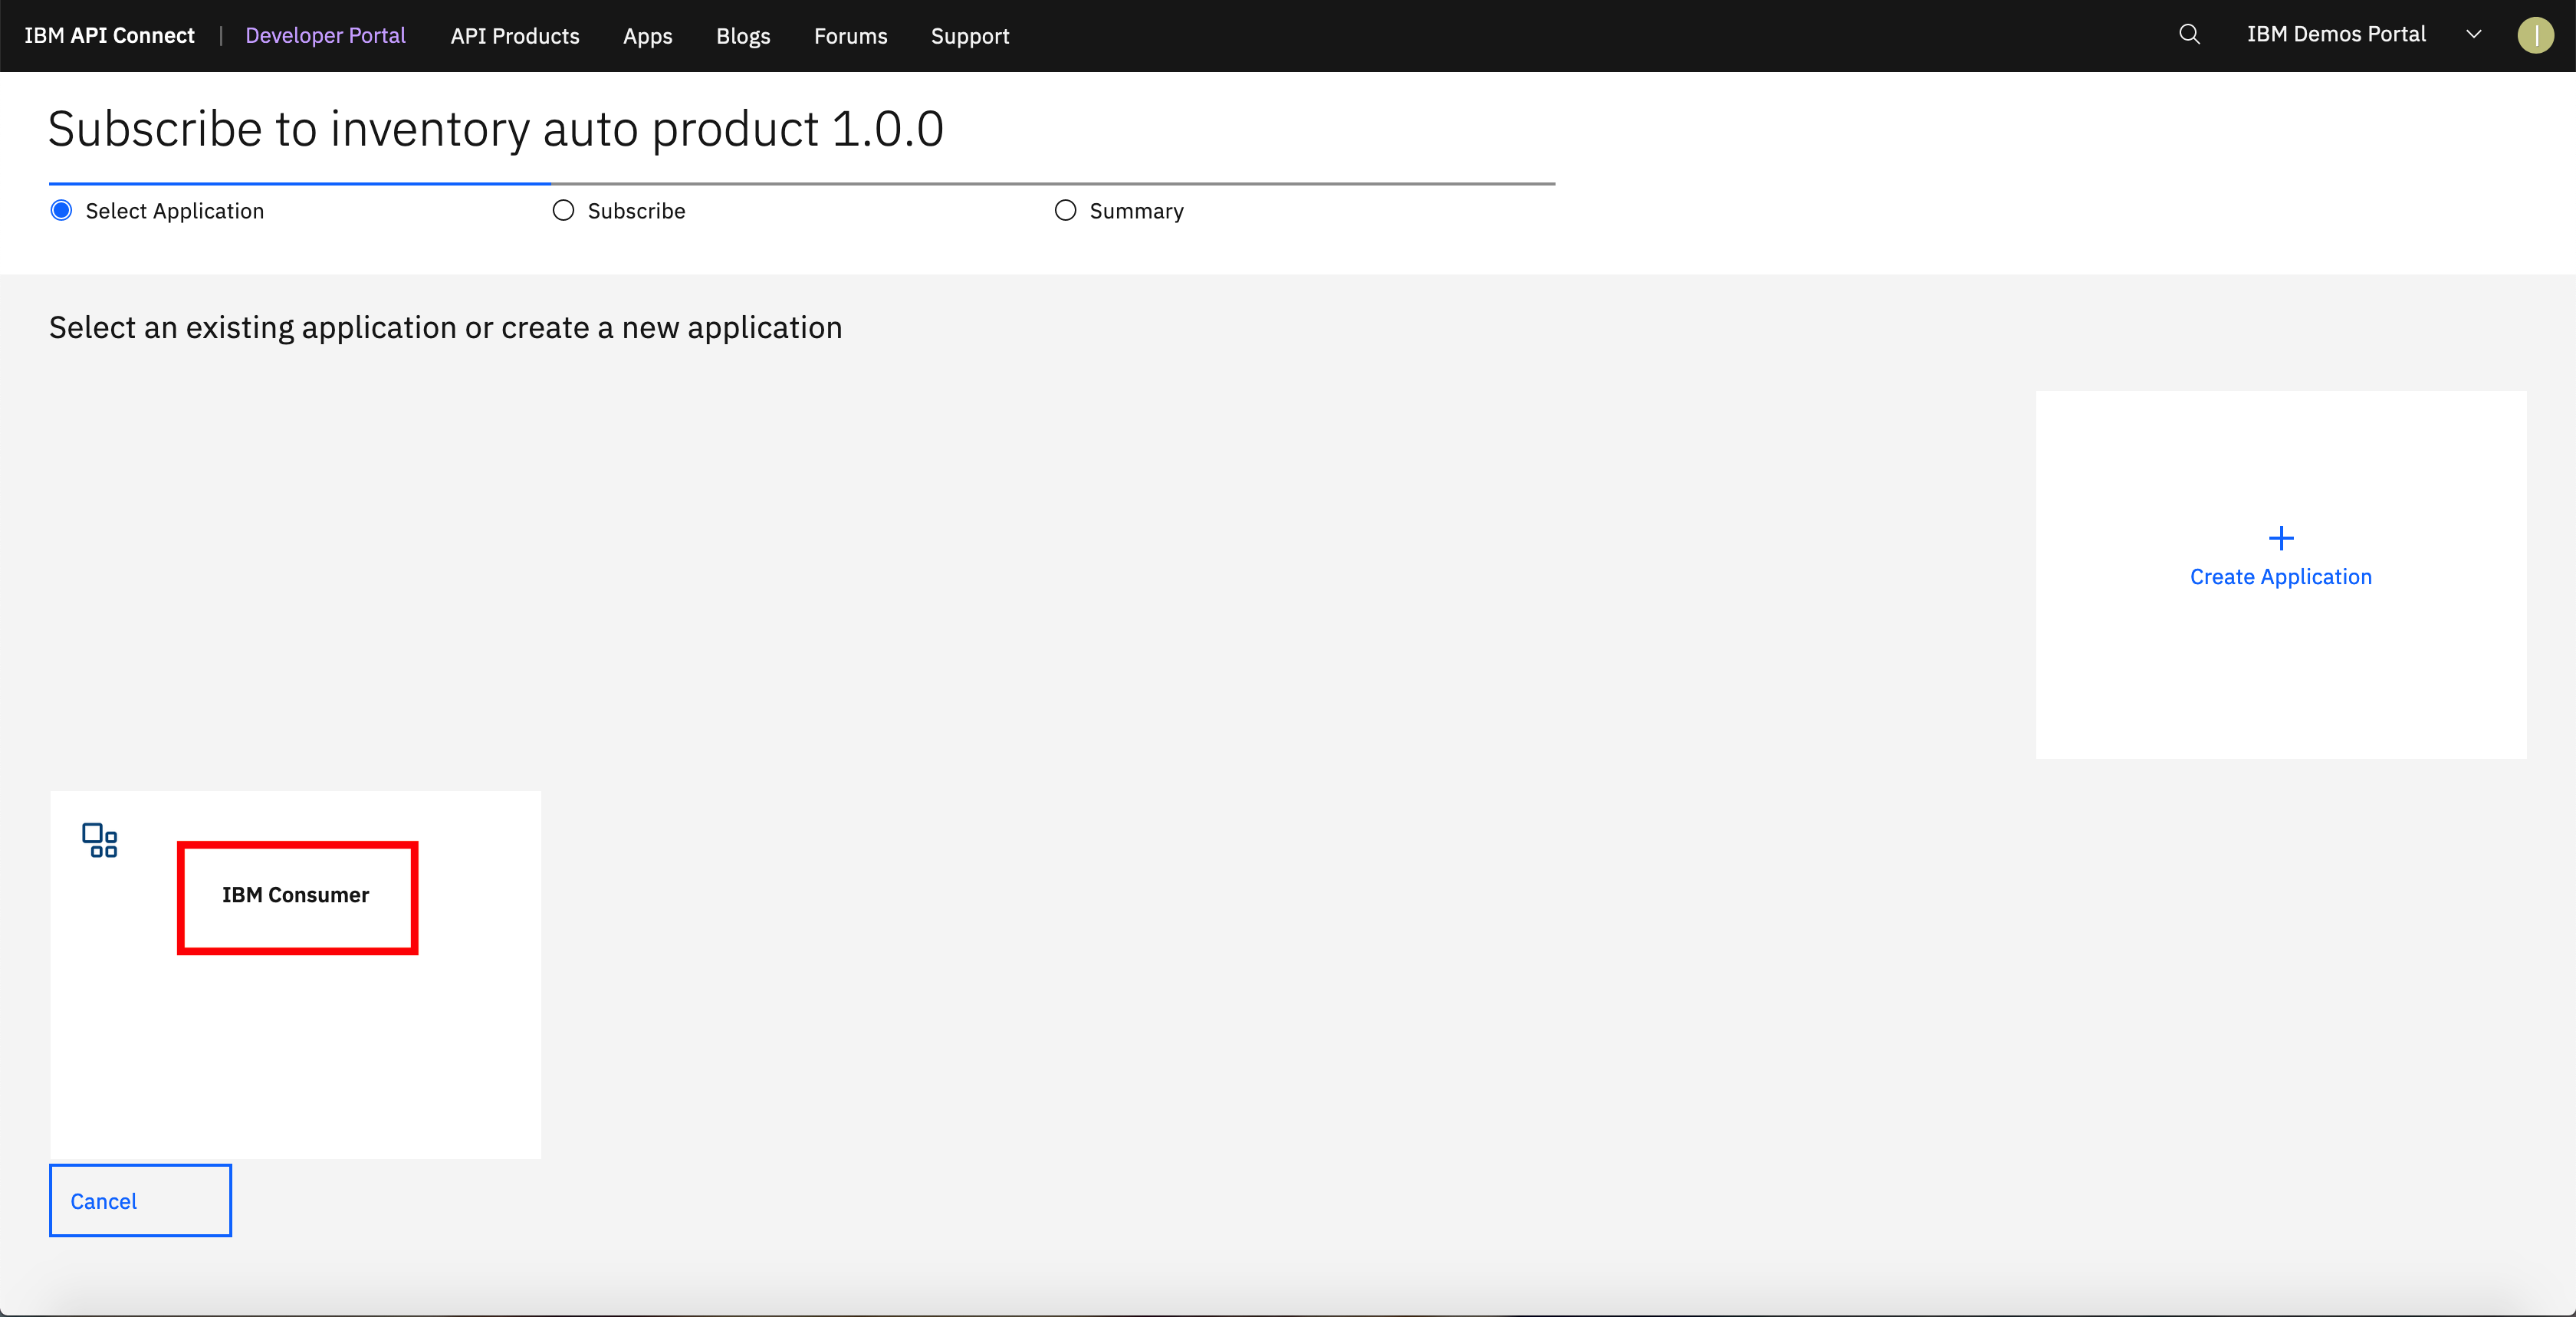 IBM API Connect | Developer Portal API Products Apps Blogs Forums Support IBM Demos Portal
Subscribe to inventory auto product 1.0.0
Select Application Subscribe Summary
Select an existing application or create a new application
Create Application
IBM Consumer
Cancel